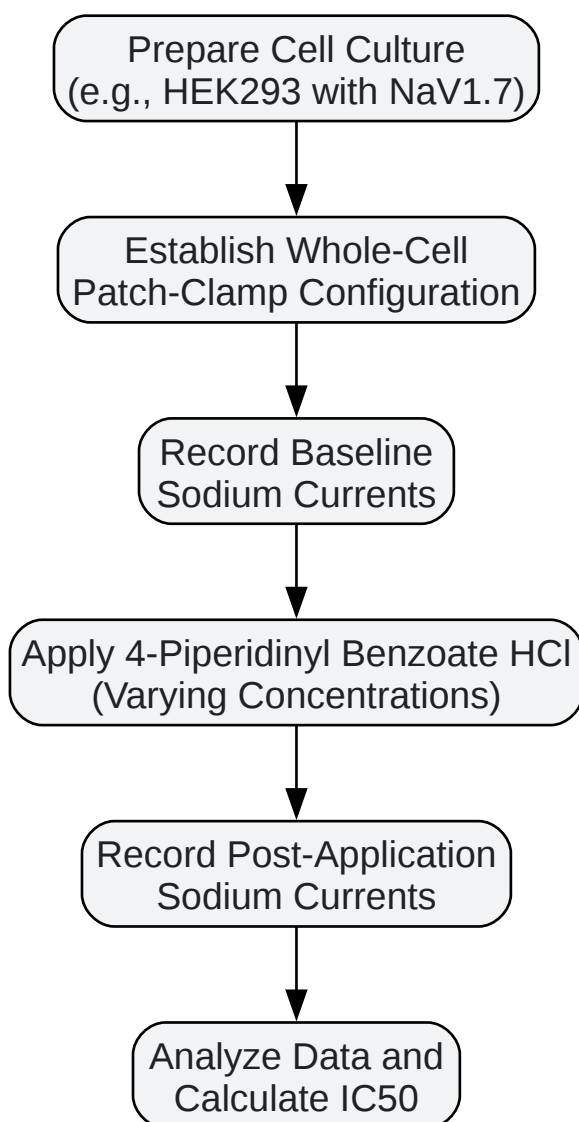 Prepare Cell Culture
(e.g., HEK293 with NaV1.7)
Establish Whole-Cell
Patch-Clamp Configuration
Record Baseline
Sodium Currents
Apply 4-Piperidinyl Benzoate HCl
(Varying Concentrations)
Record Post-Application
Sodium Currents
Analyze Data and
Calculate IC50